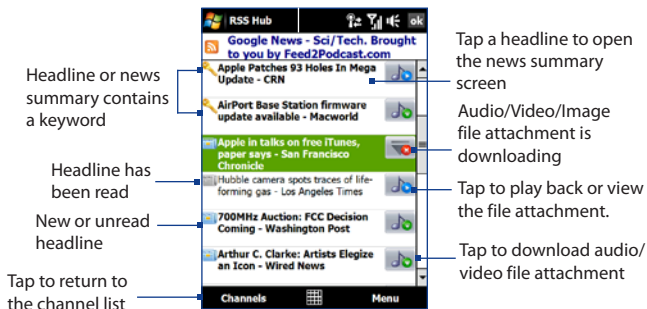 RSS Hub
ok
Google News - Sci/Tech. Brought
to you by Feed2Podcast.com
Apple Patches 93 Holes In Mega
Update - CRN
AirPort Base Station firmware
update available - Macworld
Apple in talks on free iTunes,
paper says - San Francisco
Chronicle
Hubble camera spots traces of life-
forming gas - Los Angeles Times
700MHz Auction: FCC Decision
Coming - Washington Post
Arthur C. Clarke: Artists Elegize
an Icon - Wired News
Channels
Menu
Headline or news
summary contains
a keyword
Headline has
been read
New or unread
headline
Tap to return to
the channel list
Tap a headline to open
the news summary
screen
Audio/Video/Image
file attachment is
downloading
Tap to play back or view
the file attachment.
Tap to download audio/
video file attachment